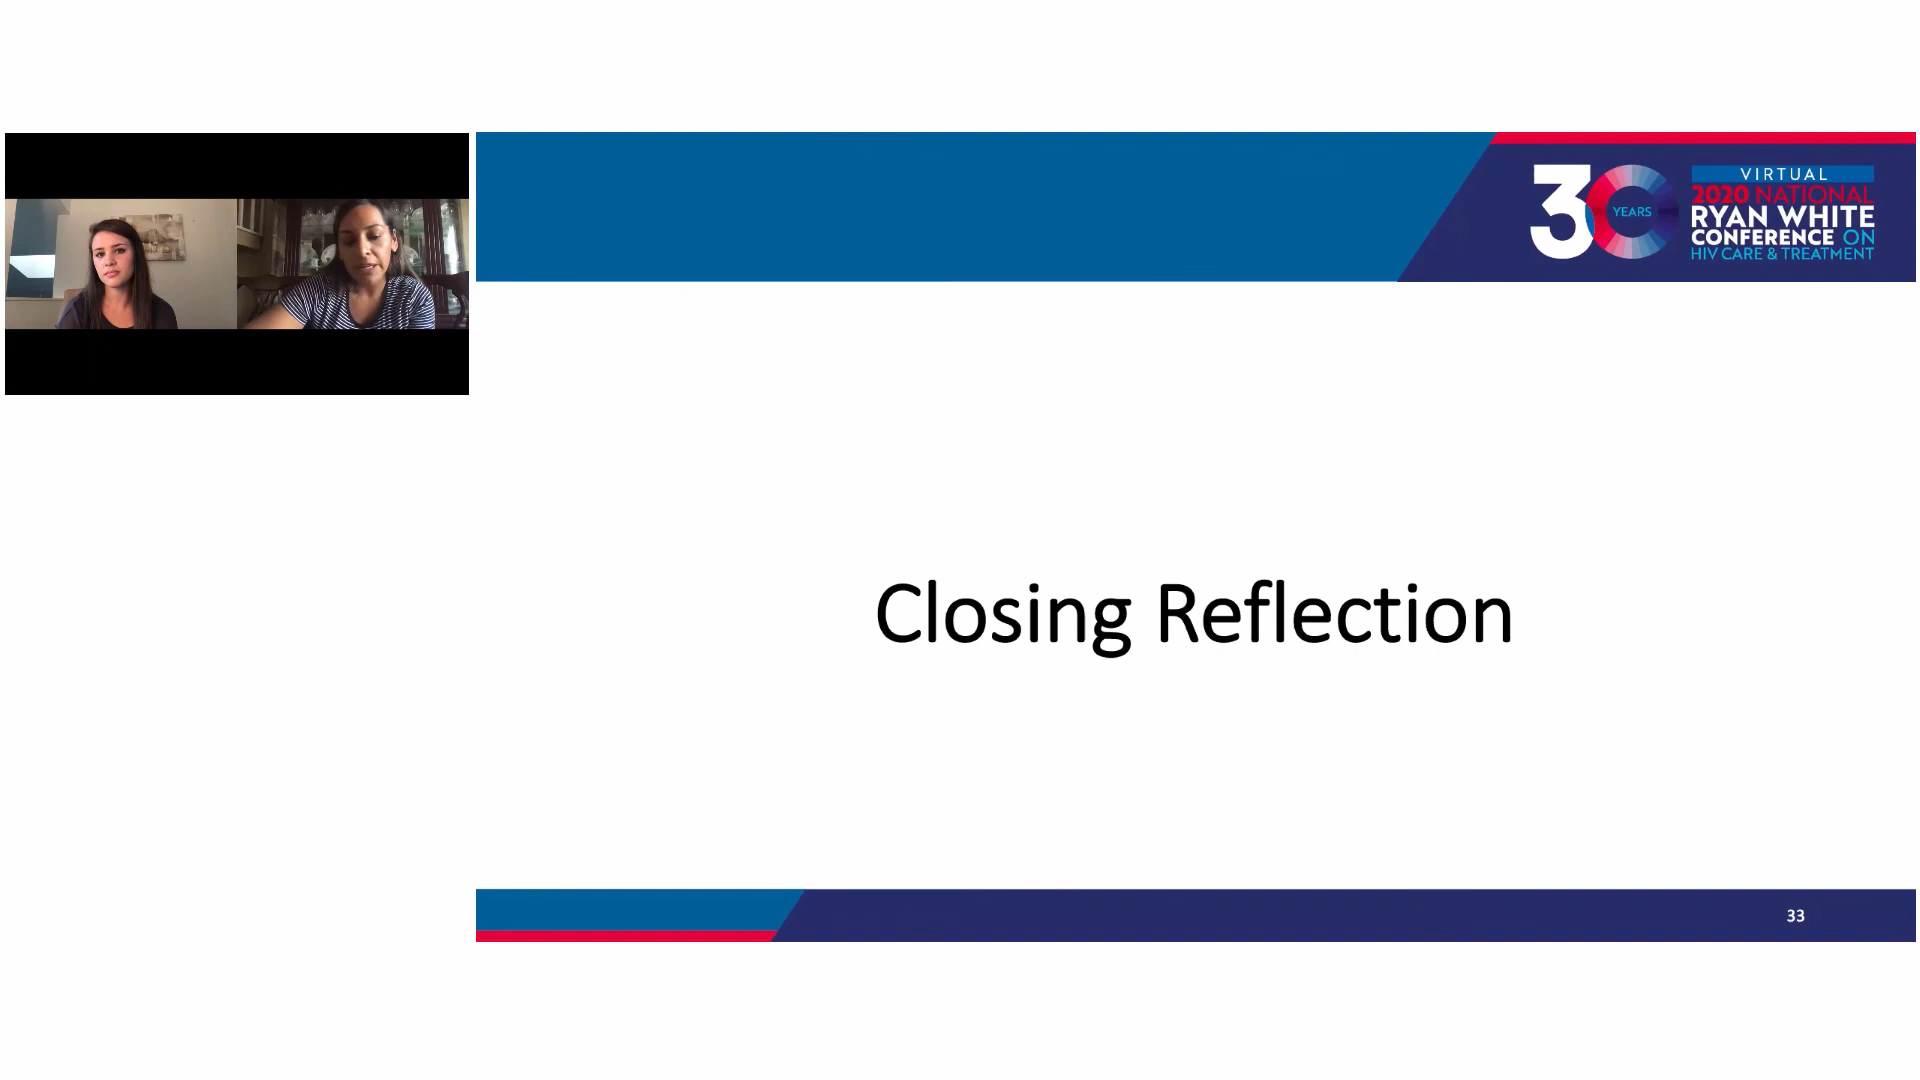 30
YEARS
VIRTUAL
2020 NATIONAL
RYAN WHITE
CONFERENCE ON
HIV CARE & TREATMENT
Closing Reflection
33